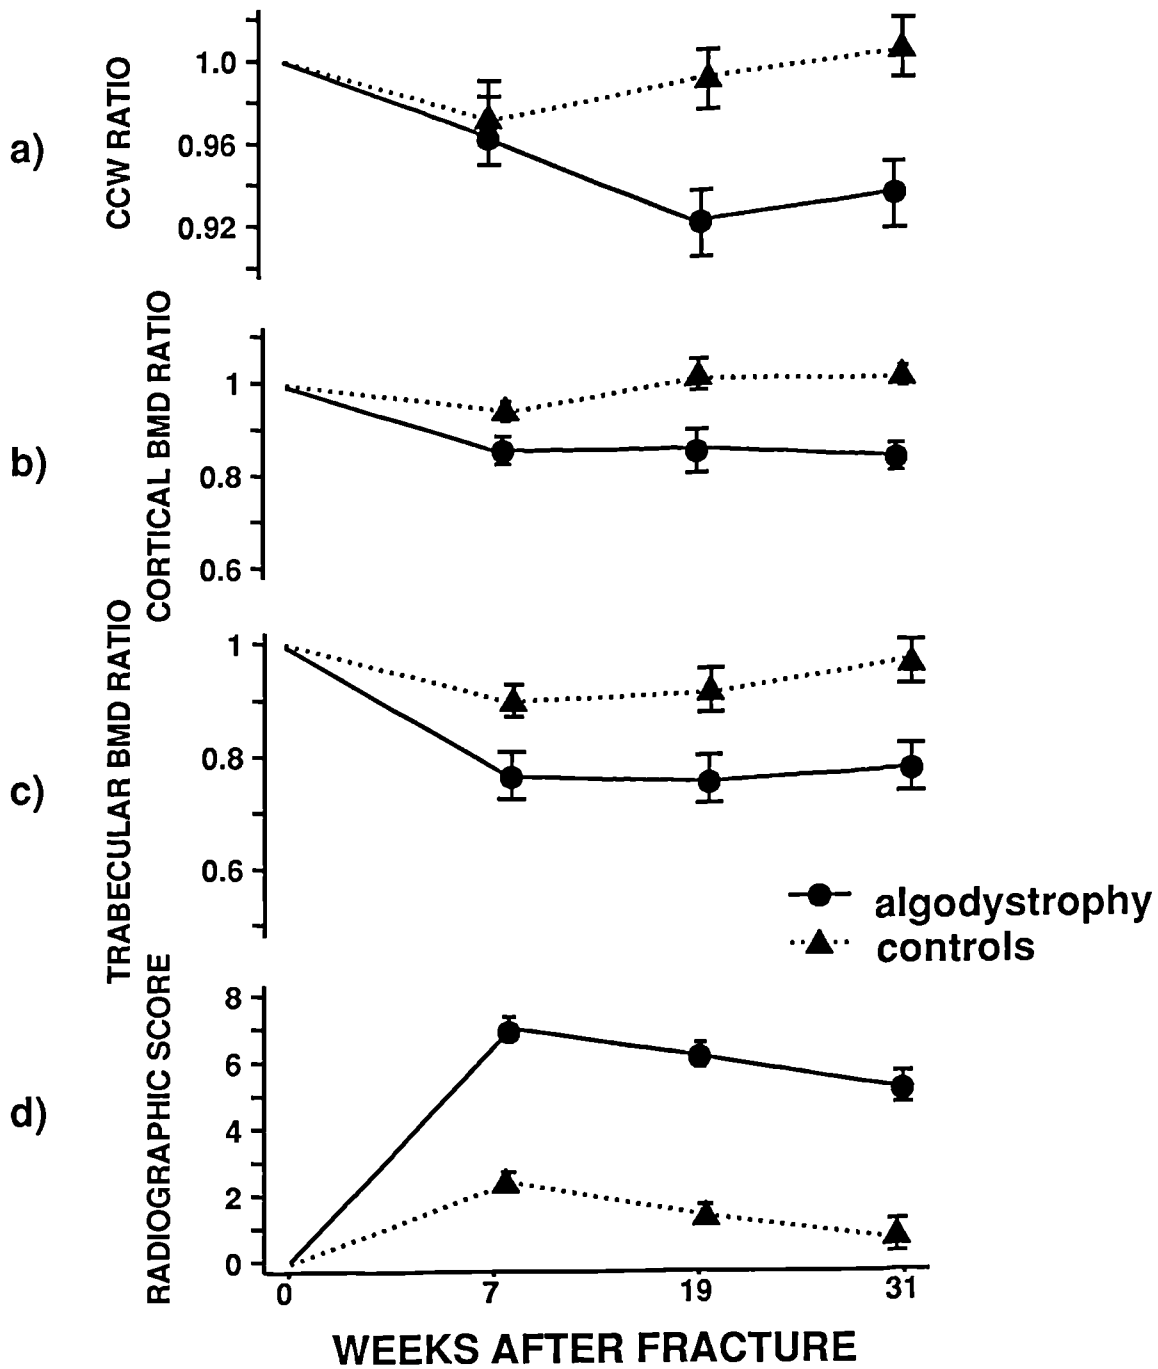 a)
CCW RATIO
1.0
0.96
0.92
b)
CORTICAL BMD RATIO
1
0.8
0.6
c)
TRABECULAR BMD RATIO
1
0.8
0.6
algodystrophy
controls
d)
RADIOGRAPHIC SCORE
8
6
4
2
0
0 7 19 31
WEEKS AFTER FRACTURE